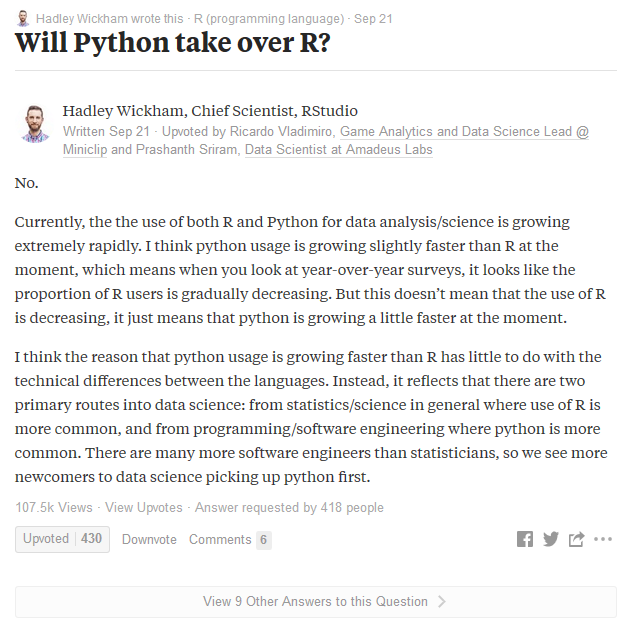 Hadley Wickham wrote this · R (programming language) · Sep 21
Will Python take over R?
Hadley Wickham, Chief Scientist, RStudio
Written Sep 21 · Upvoted by Ricardo Vladimiro, Game Analytics and Data Science Lead @
Miniclip and Prashanth Sriram, Data Scientist at Amadeus Labs
No.
Currently, the the use of both R and Python for data analysis/science is growing
extremely rapidly. I think python usage is growing slightly faster than R at the
moment, which means when you look at year-over-year surveys, it looks like the
proportion of R users is gradually decreasing. But this doesn’t mean that the use of R
is decreasing, it just means that python is growing a little faster at the moment.
I think the reason that python usage is growing faster than R has little to do with the
technical differences between the languages. Instead, it reflects that there are two
primary routes into data science: from statistics/science in general where use of R is
more common, and from programming/software engineering where python is more
common. There are many more software engineers than statisticians, so we see more
newcomers to data science picking up python first.
107.5k Views · View Upvotes · Answer requested by 418 people
Upvoted 430 Downvote Comments 6
View 9 Other Answers to this Question